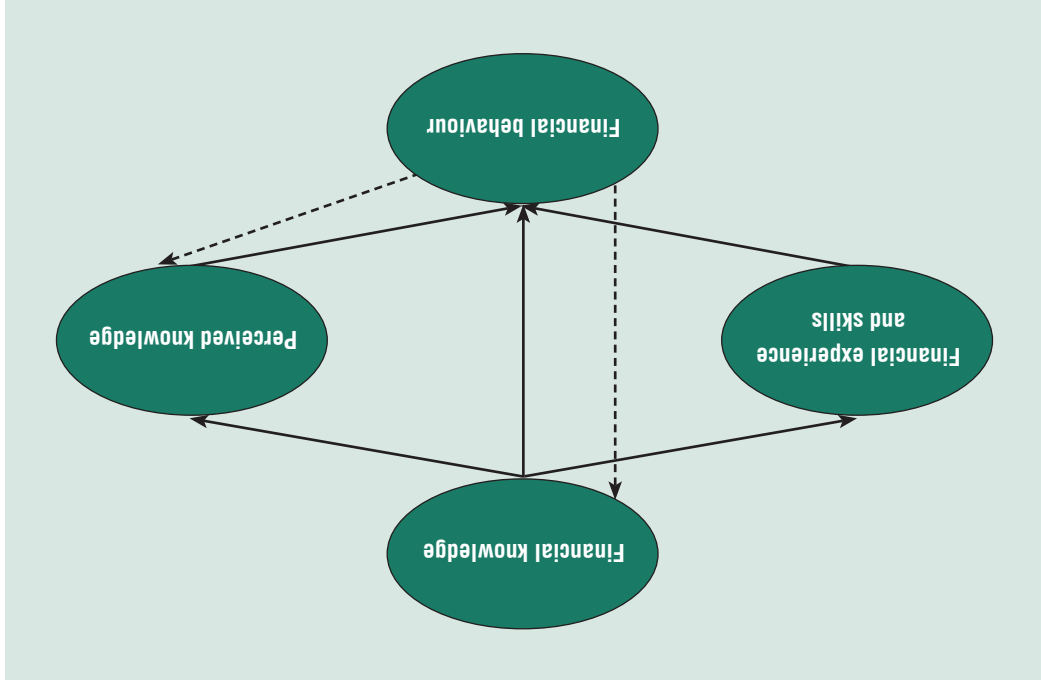 Financial knowledge
Financial experience
and skills
Perceived knowledge
Financial behaviour